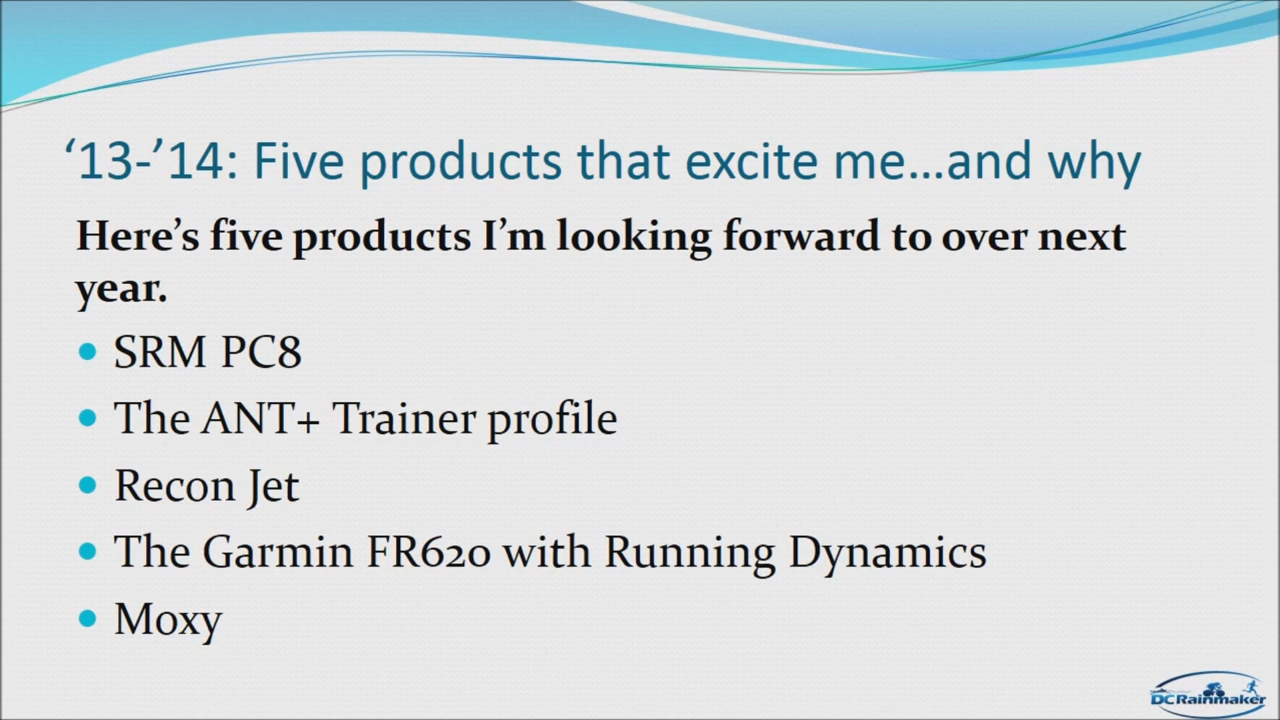 ‘13-’14: Five products that excite me...and why
Here’s five products I’m looking forward to over next
year.
• SRM PC8
• The ANT+ Trainer profile
• Recon Jet
• The Garmin FR620 with Running Dynamics
• Moxy
DCRainmaker